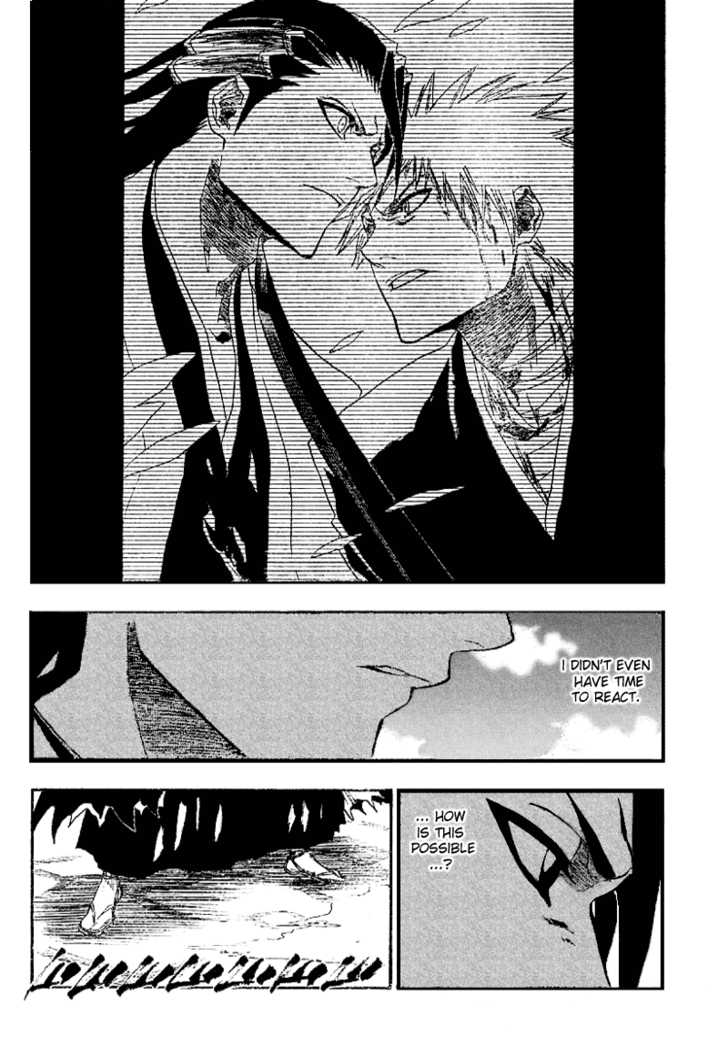 I DIDN'T EVEN
HAVE TIME
TO REACT.
... HOW
IS THIS
POSSIBLE
...?